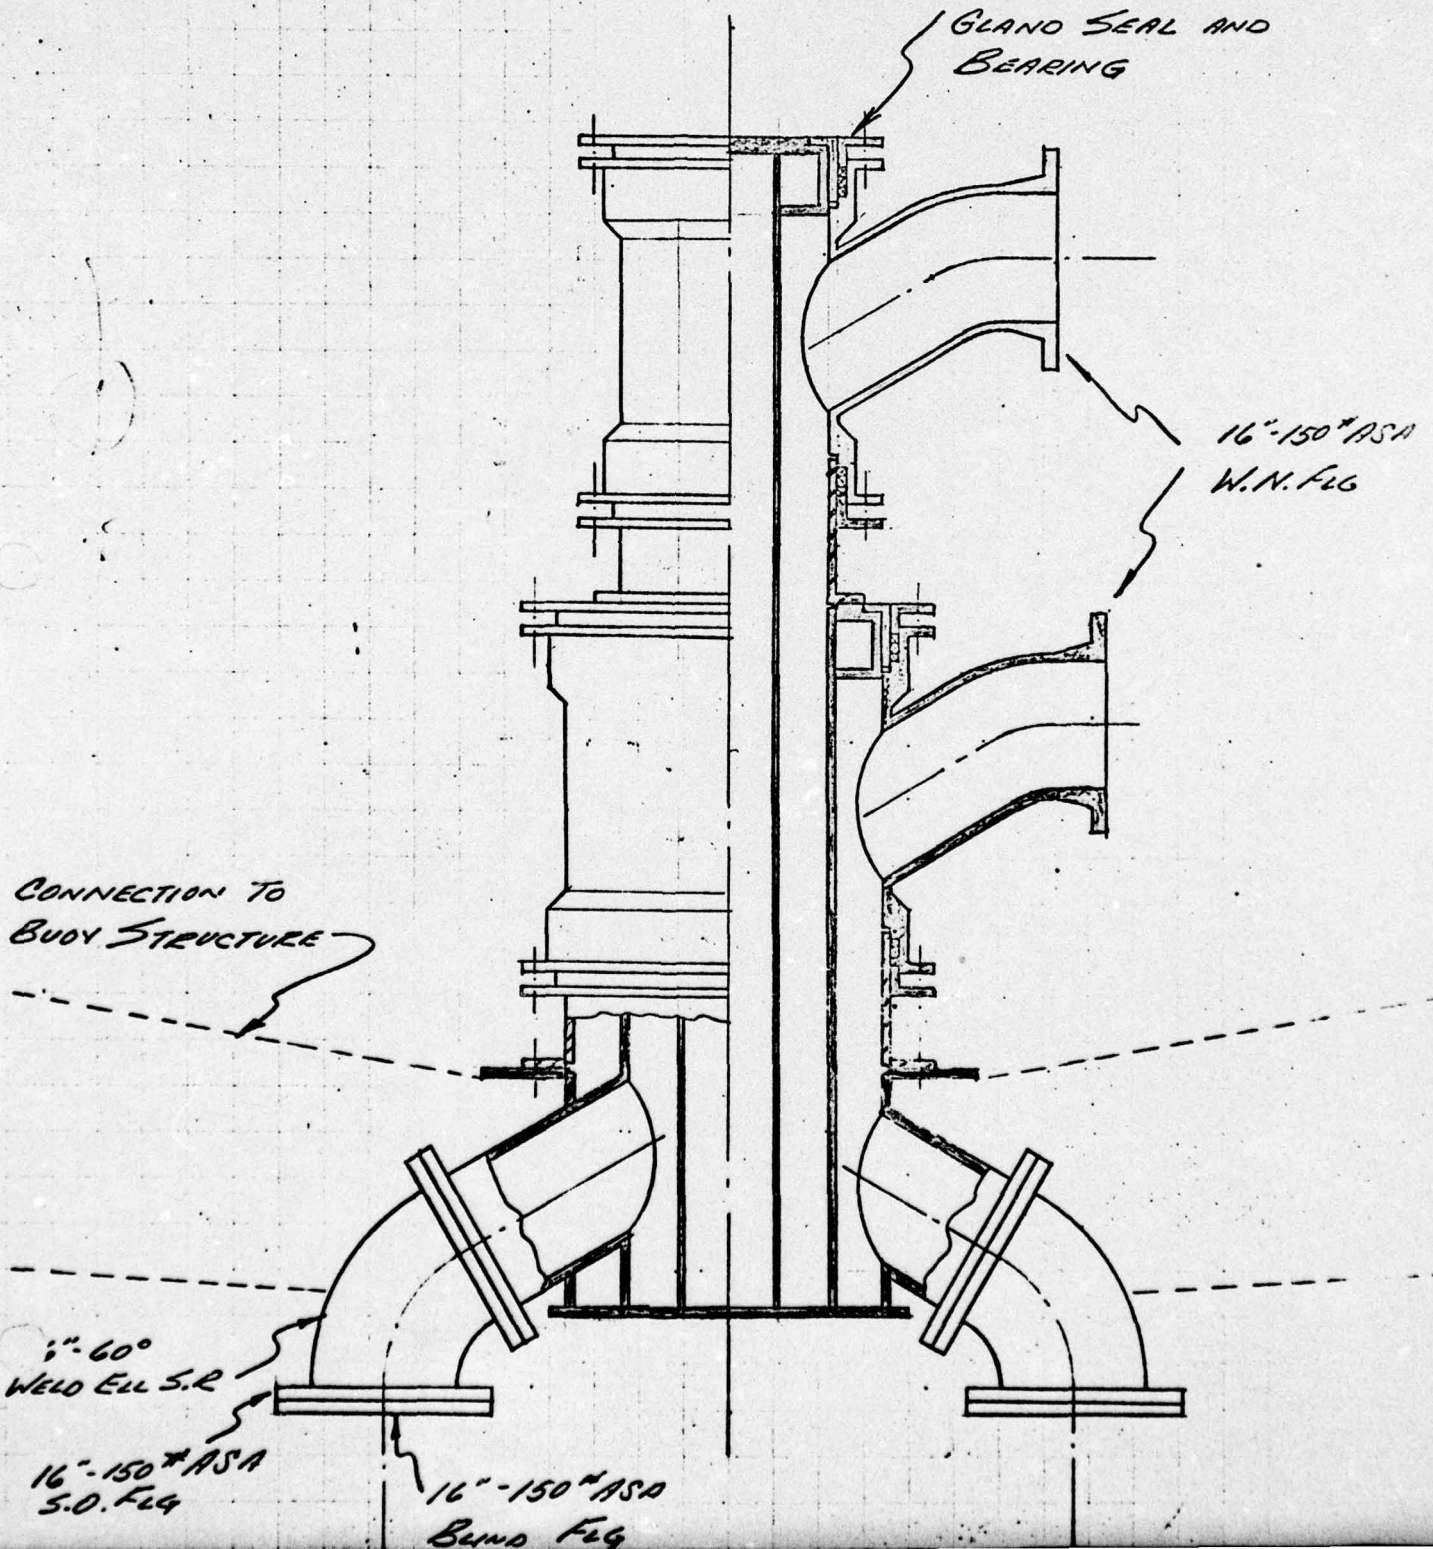 GLAND SEAL AND
BEARING
16"-150# ASA
W.N. FLG
CONNECTION TO
BUOY STRUCTURE
"-60°
WELD ELL S.R
16"-150# ASA
S.O. FLG
16"-150# ASA
BLIND FLG